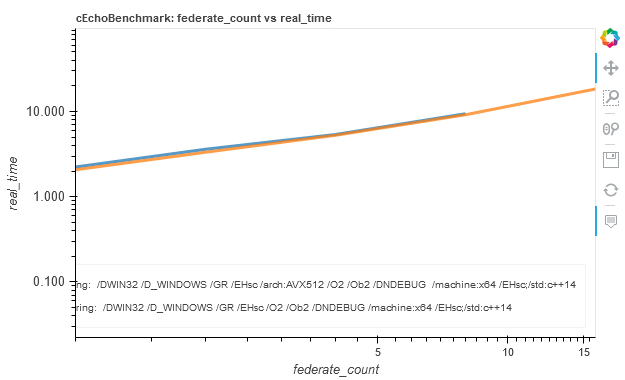 cEchoBenchmark: federate_count vs real_time
10.000
1.000
0.100
real_time
ng: /DWIN32 /D_WINDOWS /GR /EHsc /arch:AVX512 /O2 /Ob2 /DNDEBUG /machine:x64 /EHsc;/std:c++14
ring: /DWIN32 /D_WINDOWS /GR /EHsc /O2 /Ob2 /DNDEBUG /machine:x64 /EHsc;/std:c++14
5
10
15
federate_count